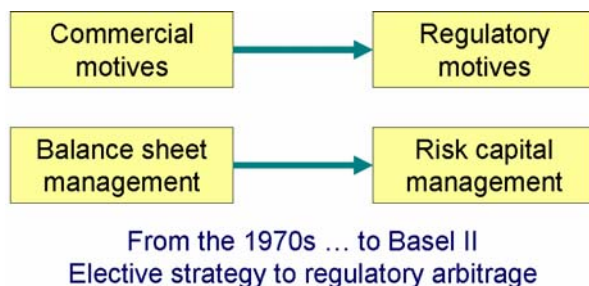 Commercial
motives
Regulatory
motives
Balance sheet
management
Risk capital
management
From the 1970s ... to Basel II
Elective strategy to regulatory arbitrage